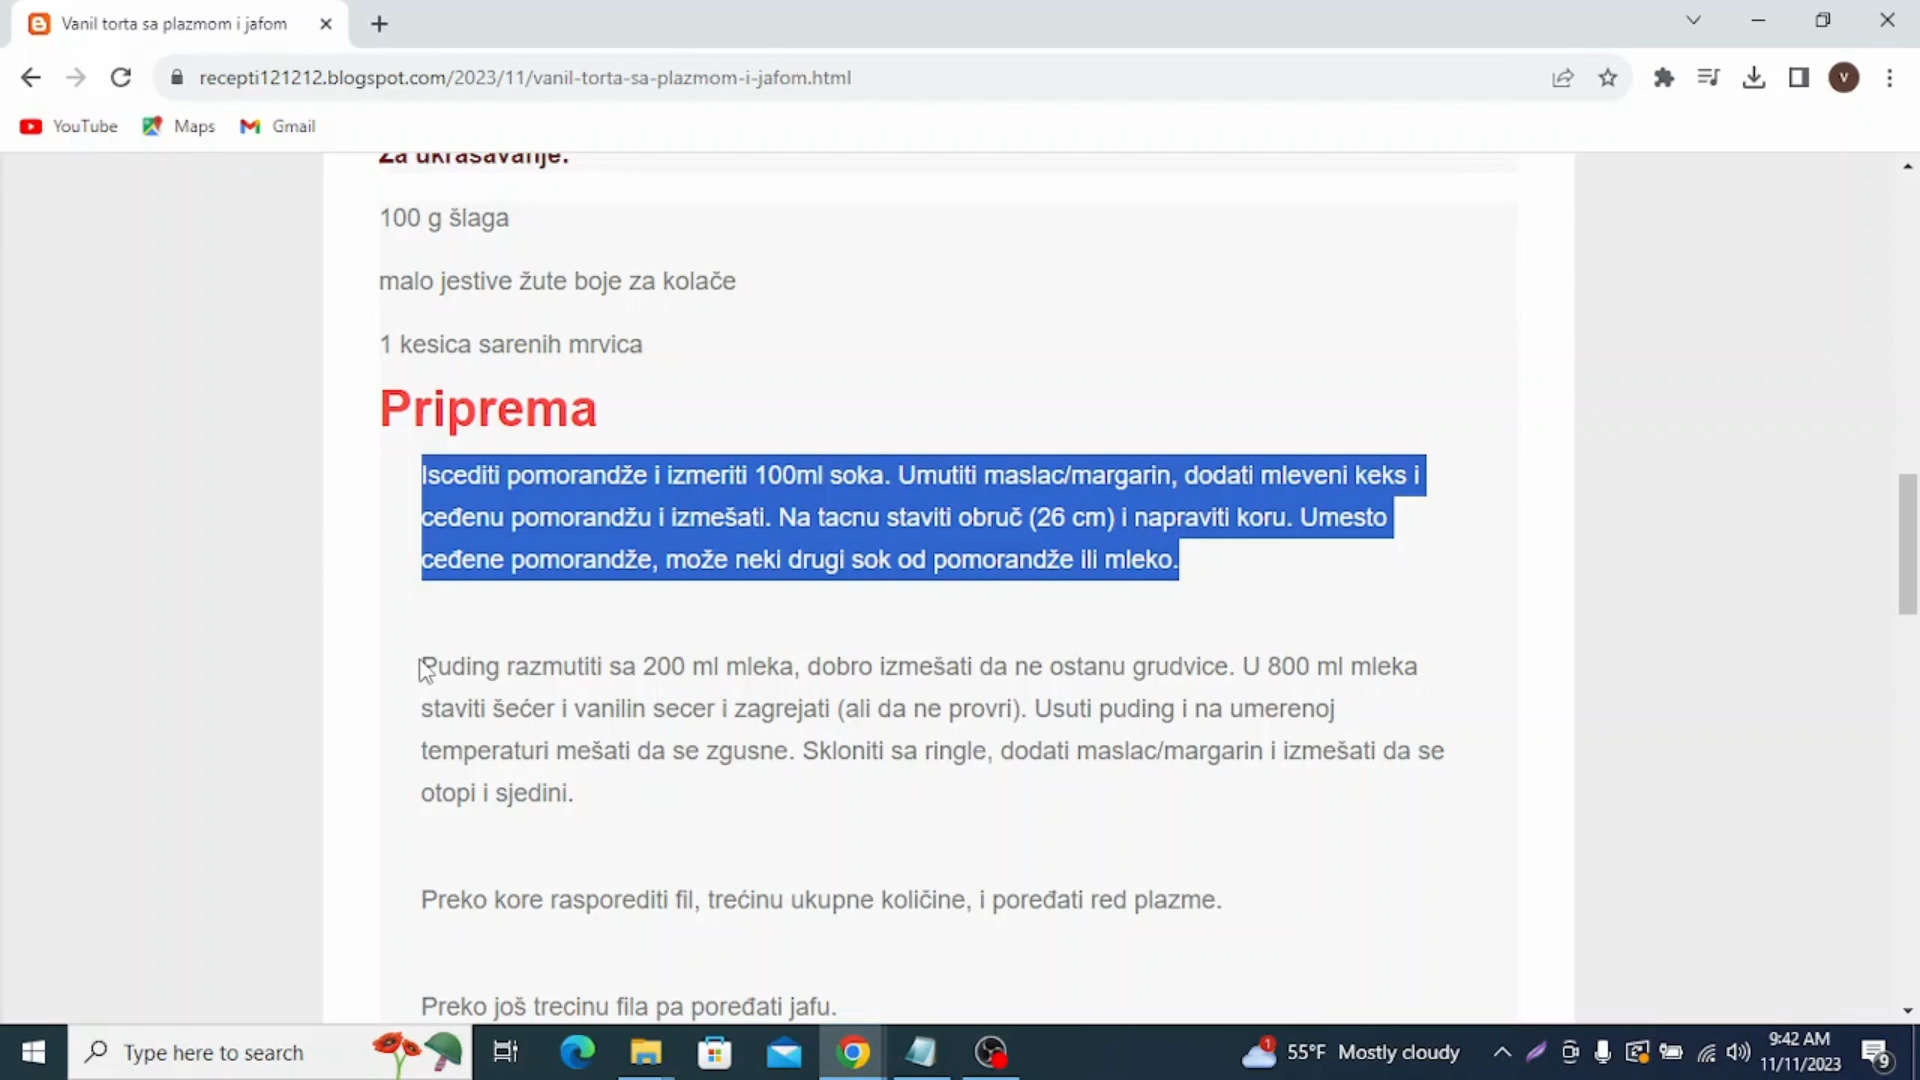 Vanil torta sa plazmom i jafom
recepti121212.blogspot.com/2023/11/vanil-torta-sa-plazmom-i-jafom.html
V
YouTube Maps Gmail
Za ukrašavanje:
100 g šlaga
malo jestive žute boje za kolače
1 kesica sarenih mrvica
Priprema
Iscediti pomorandže i izmeriti 100ml soka. Umutiti maslac/margarin, dodati mleveni keks i
ceđenu pomorandžu i izmešati. Na tacnu staviti obruč (26 cm) i napraviti koru. Umesto
ceđene pomorandže, može neki drugi sok od pomorandže ili mleko.
Puding razmutiti sa 200 ml mleka, dobro izmešati da ne ostanu grudvice. U 800 ml mleka
staviti šećer i vanilin secer i zagrejati (ali da ne provri). Usuti puding i na umerenoj
temperaturi mešati da se zgusne. Skloniti sa ringle, dodati maslac/margarin i izmešati da se
otopi i sjedini.
Preko kore rasporediti fil, trećinu ukupne količine, i poređati red plazme.
Preko još trecinu fila pa poređati jafu.
Type here to search
1
55°F Mostly cloudy
9:42 AM
11/11/2023
9